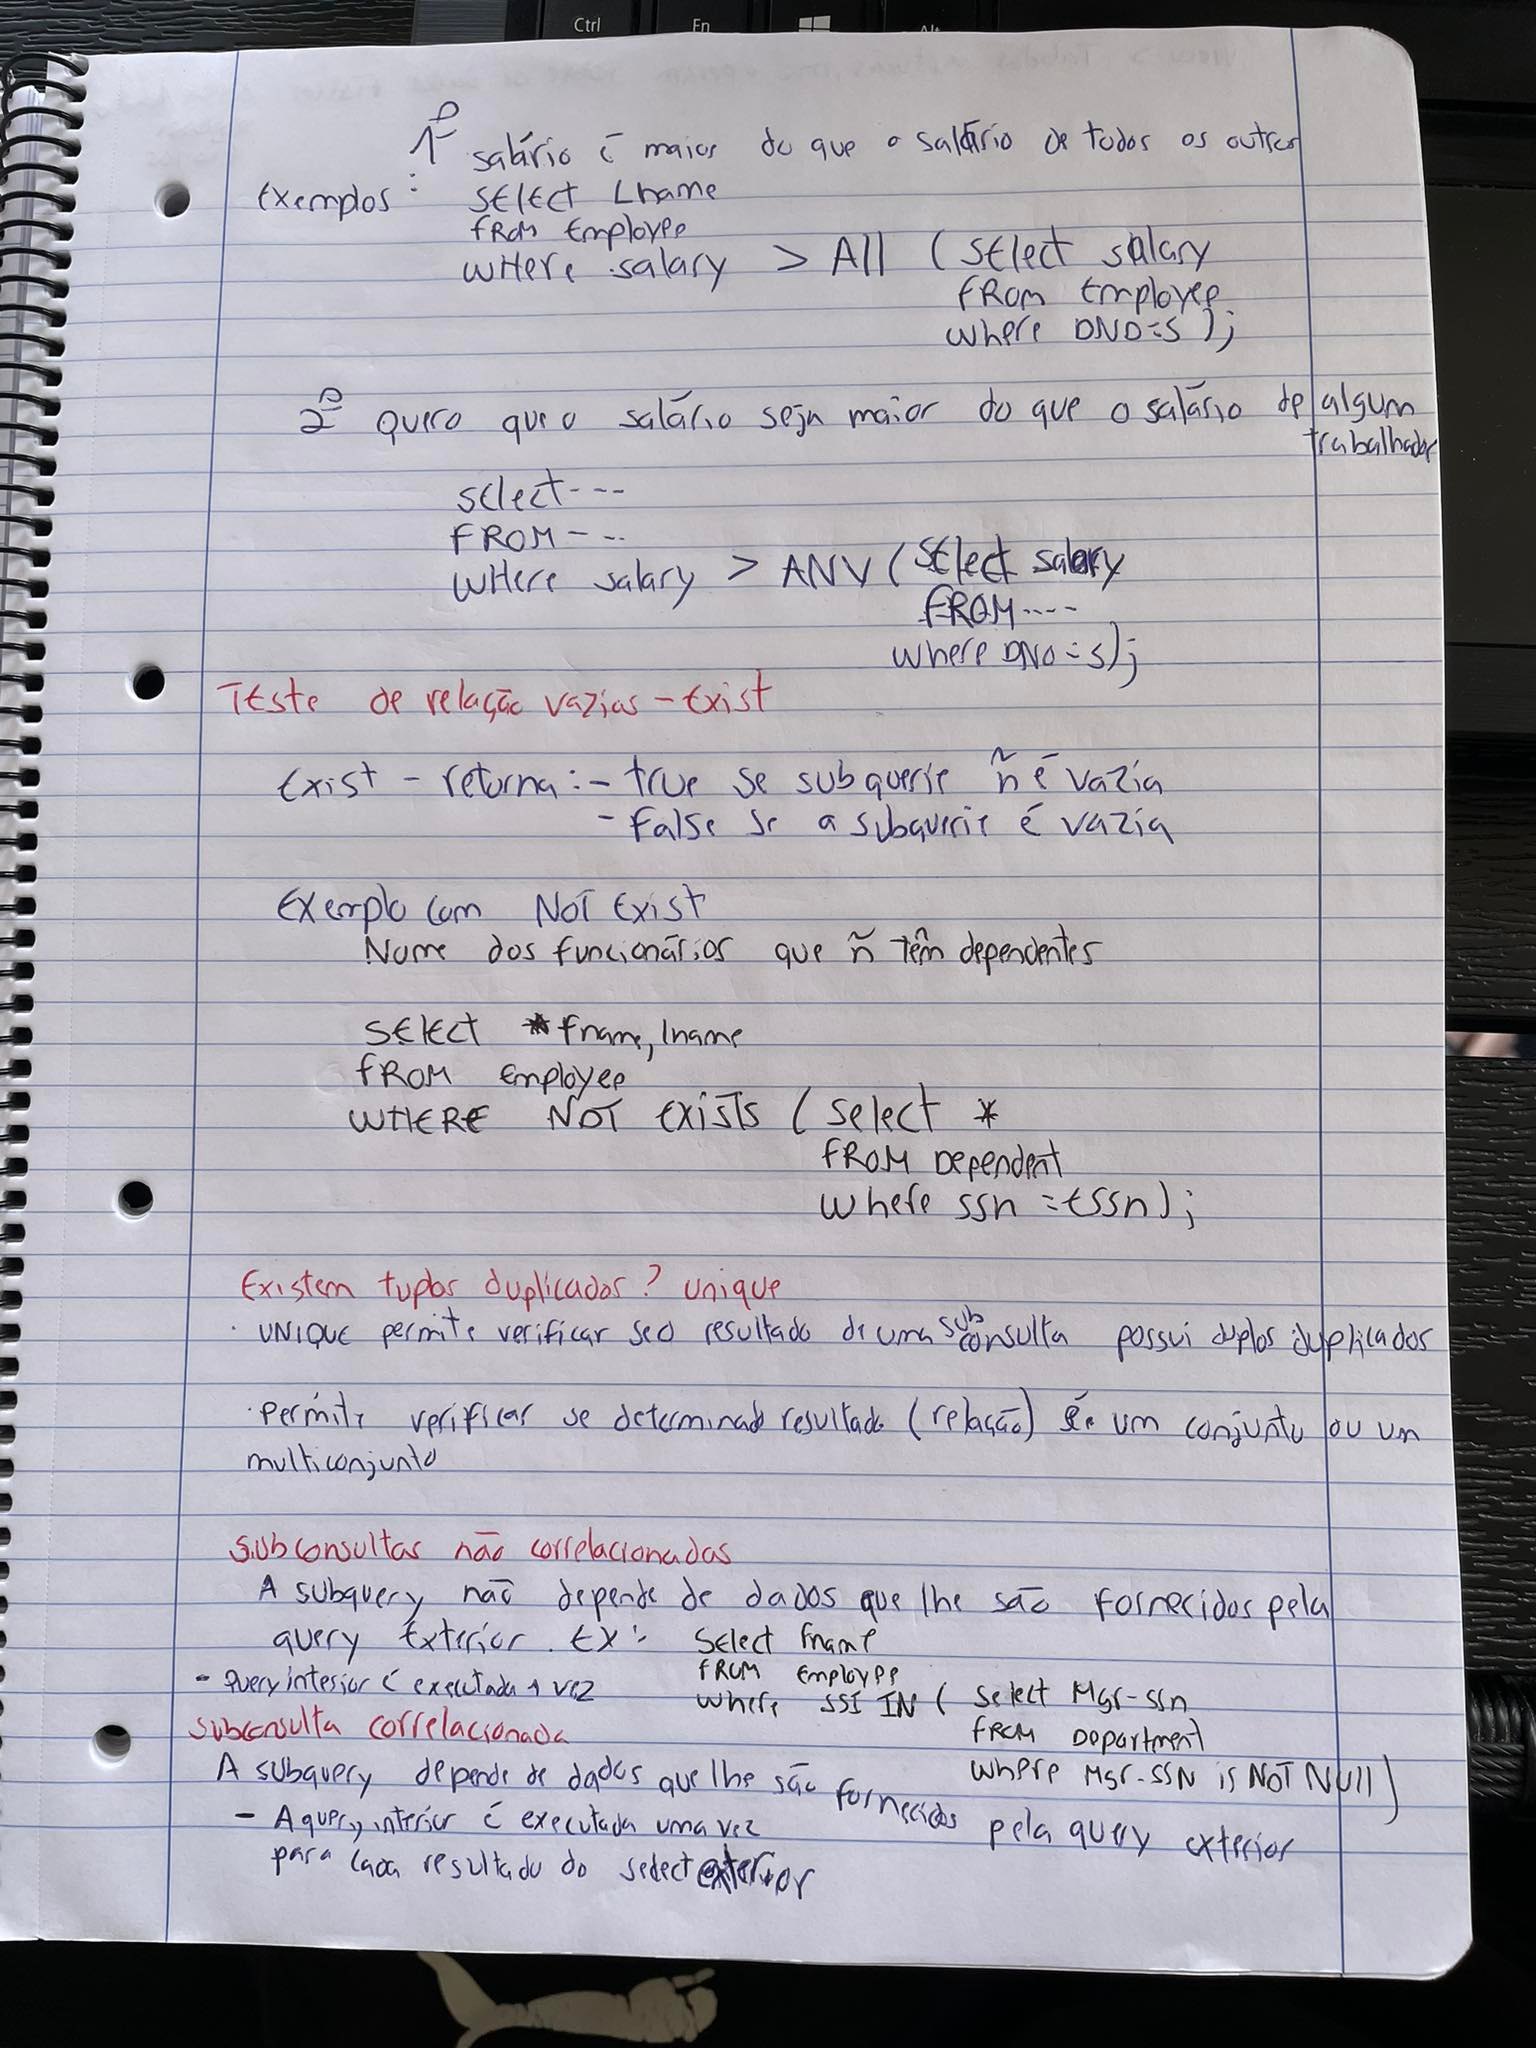 Ctrl Fn Alt
1º salário é maior do que o salário de todos os outros
Exemplos: SElEct Lname
fRom Employee
wHere salary > All (SElect salary
fRom Employee
where DNO=5);
2º Quero que o salário seja maior do que o salário de algum
trabalhador
select----
FROM----
wHere salary > ANY (SElect salary
FROM----
where DNO=5);
Teste de relação vazias - Exist
Exist - returna: - true se subquerie ñ é vazia
- False se a subquerie é vazia
Exemplo com NOT Exist
Nome dos funcionários que ñ têm dependentes
SElEct * fname, lname
fROM Employee
WHERE NOT EXISTS (select *
fROM Dependent
where ssn = Essn);
Existem tuplos duplicados? unique
· UNIQUE permite verificar se o resultado de uma subconsulta possui duplos duplicados
· permite verificar se determinado resultado (relação) é um conjunto ou um
multiconjunto
Subconsultas não correlacionadas
A subquery não depende de dados que lhe são fornecidos pela
query Exterior. EX: Select fname
- Query interior é executada 1 vez fROM Employee
where SSI IN ( select Mgr-ssn
subconsulta correlacionada fROM Department
A subquery depende de dados que lhe são fornecidos pela query exterior where Mgr-SSN is NOT NUll)
- A query interior é executada uma vez
para cada resultado do select exterior